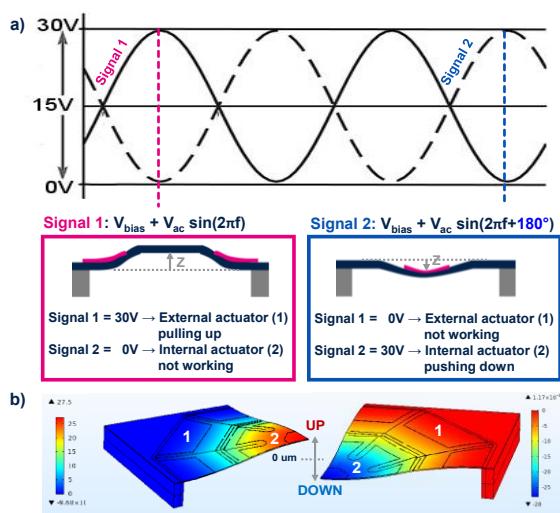 a)
30V
15V
0V
Signal 1
Signal 2
Signal 1: Vbias + Vac sin(2πf)
Z
Signal 1 = 30V → External actuator (1)
pulling up
Signal 2 = 0V → Internal actuator (2)
not working
Signal 2: Vbias + Vac sin(2πf+180°)
Z
Signal 1 = 0V → External actuator (1)
not working
Signal 2 = 30V → Internal actuator (2)
pushing down
b)
▲ 27.5
25
20
15
10
5
0
1
2
UP
0 um
DOWN
1
2
0
-5
-10
-15
-20
-25
▼ -28